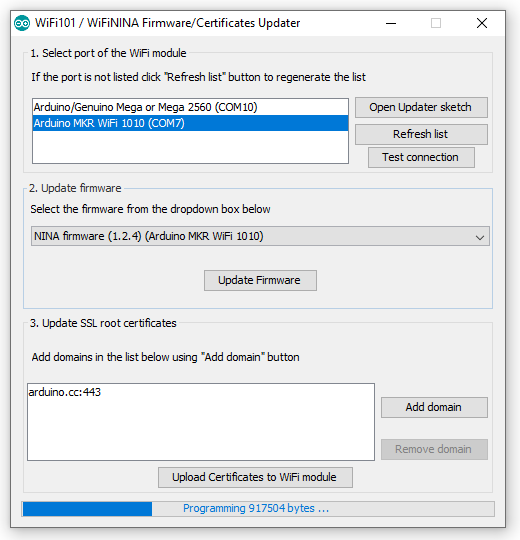 WiFi101 / WiFiNINA Firmware/Certificates Updater
1. Select port of the WiFi module
If the port is not listed click "Refresh list" button to regenerate the list
Arduino/Genuino Mega or Mega 2560 (COM10)
Arduino MKR WiFi 1010 (COM7)
Open Updater sketch
Refresh list
Test connection
2. Update firmware
Select the firmware from the dropdown box below
NINA firmware (1.2.4) (Arduino MKR WiFi 1010)
Update Firmware
3. Update SSL root certificates
Add domains in the list below using "Add domain" button
arduino.cc:443
Add domain
Remove domain
Upload Certificates to WiFi module
Programming 917504 bytes ...